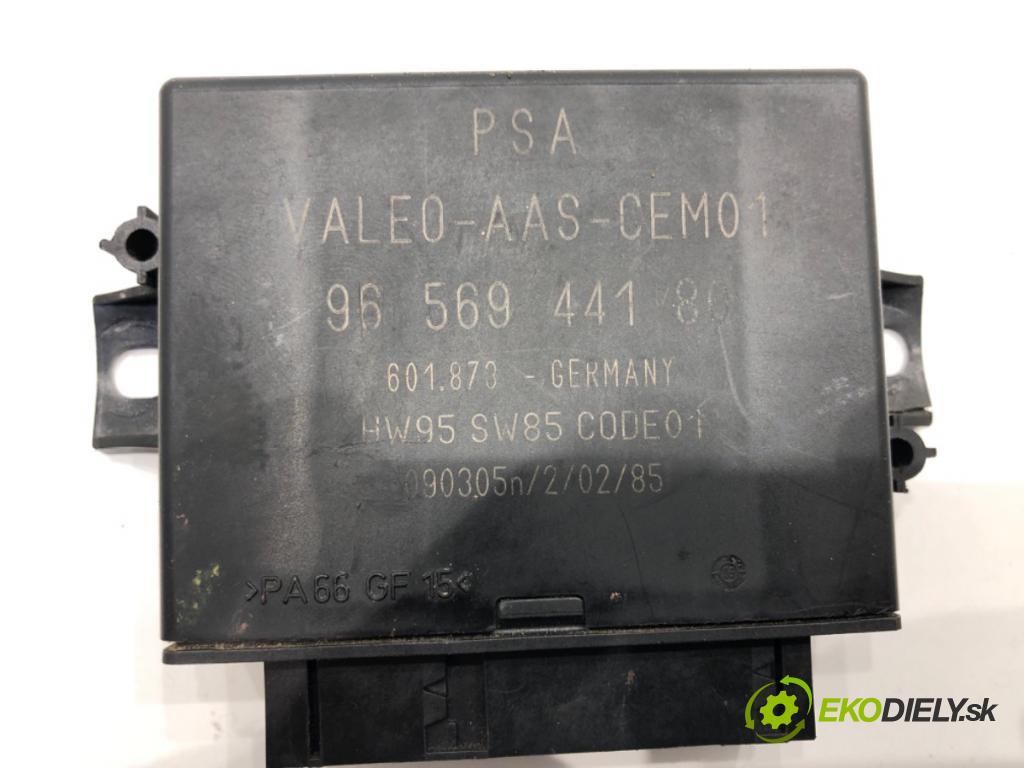 PSA
VALEO-AAS-CEM01
96 569 441 80
601.873 - GERMANY
HW95 SW85 CODE01
090305n/2/02/85
>PA66 GF 15<
EKODIELY.sk